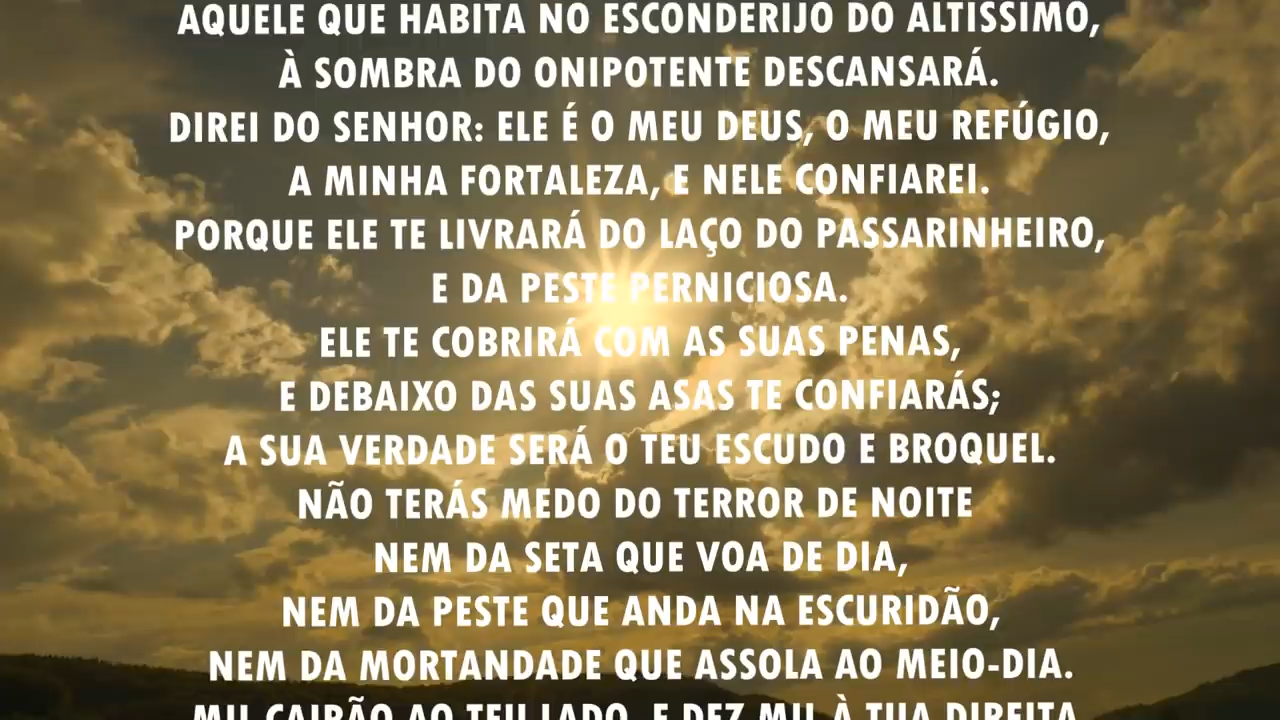 AQUELE QUE HABITA NO ESCONDERIJO DO ALTÍSSIMO,
À SOMBRA DO ONIPOTENTE DESCANSARÁ.
DIREI DO SENHOR: ELE É O MEU DEUS, O MEU REFÚGIO,
A MINHA FORTALEZA, E NELE CONFIAREI.
PORQUE ELE TE LIVRARÁ DO LAÇO DO PASSARINHEIRO,
E DA PESTE PERNICIOSA.
ELE TE COBRIRÁ COM AS SUAS PENAS,
E DEBAIXO DAS SUAS ASAS TE CONFIARÁS;
A SUA VERDADE SERÁ O TEU ESCUDO E BROQUEL.
NÃO TERÁS MEDO DO TERROR DE NOITE
NEM DA SETA QUE VOA DE DIA,
NEM DA PESTE QUE ANDA NA ESCURIDÃO,
NEM DA MORTANDADE QUE ASSOLA AO MEIO-DIA.
MIL CAIRÃO AO TEU LADO, E DEZ MIL À TUA DIREITA